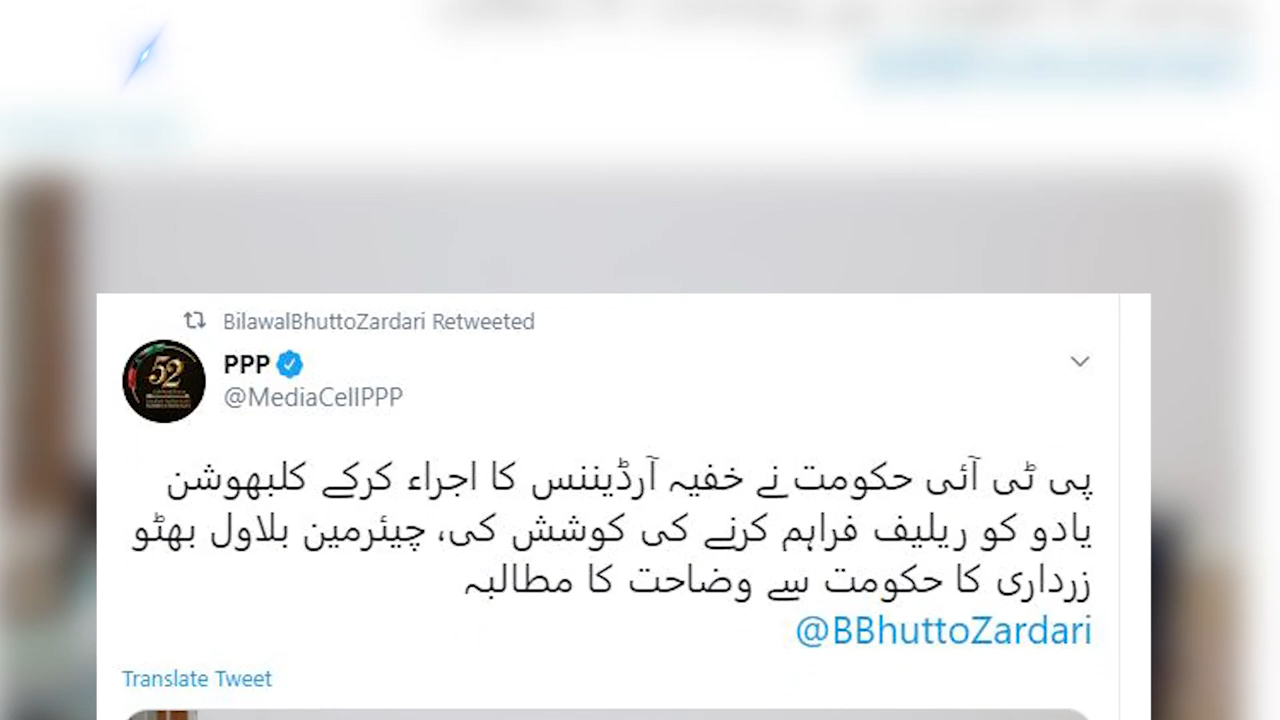 BilawalBhuttoZardari Retweeted
52
PPP
@MediaCellPPP
پی ٹی آئی حکومت نے خفیہ آرڈیننس کا اجراء کرکے کلبھوشن
یادو کو ریلیف فراہم کرنے کی کوشش کی، چیئرمین بلاول بھٹو
زرداری کا حکومت سے وضاحت کا مطالبہ
@BBhuttoZardari
Translate Tweet